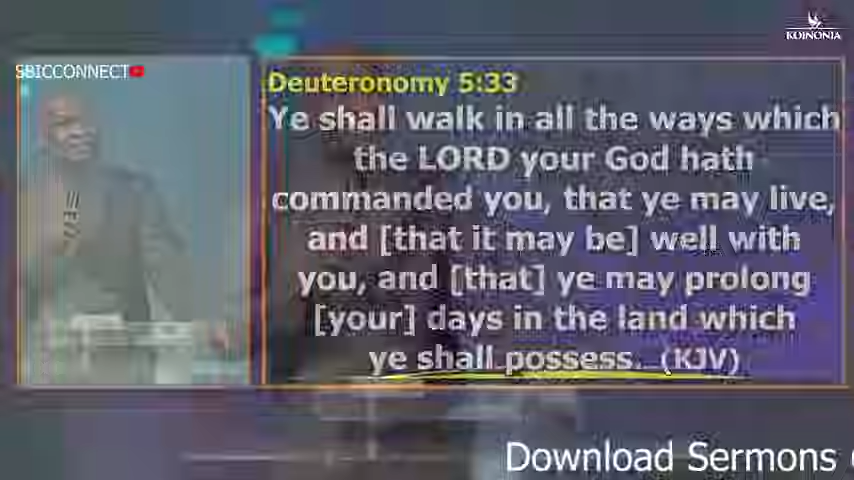 KOINONIA
SBICCONNECT
Deuteronomy 5:33
Ye shall walk in all the ways which
the LORD your God hath
commanded you, that ye may live,
and [that it may be] well with
you, and [that] ye may prolong
[your] days in the land which
ye shall possess. (KJV)
Download Sermons